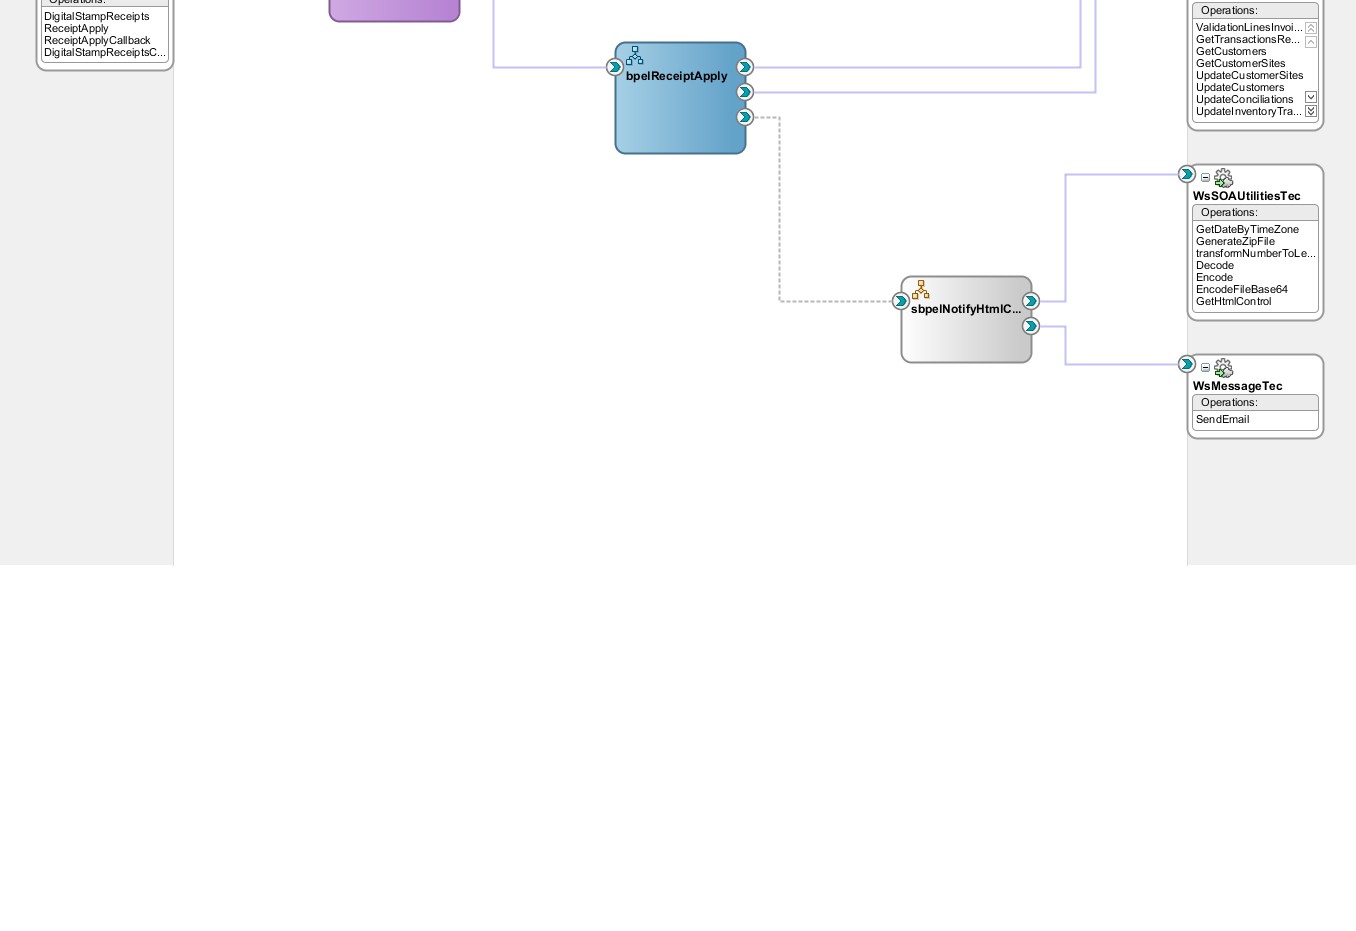 Operations:
DigitalStampReceipts
ReceiptApply
ReceiptApplyCallback
DigitalStampReceiptsC...
bpelReceiptApply
Operations:
ValidationLinesInvoi...
GetTransactionsRe...
GetCustomers
GetCustomerSites
UpdateCustomerSites
UpdateCustomers
UpdateConciliations
UpdateInventoryTra...
WsSOAUtilitiesTec
Operations:
GetDateByTimeZone
GenerateZipFile
transformNumberToLe...
Decode
Encode
EncodeFileBase64
GetHtmlControl
sbpelNotifyHtmlC...
WsMessageTec
Operations:
SendEmail